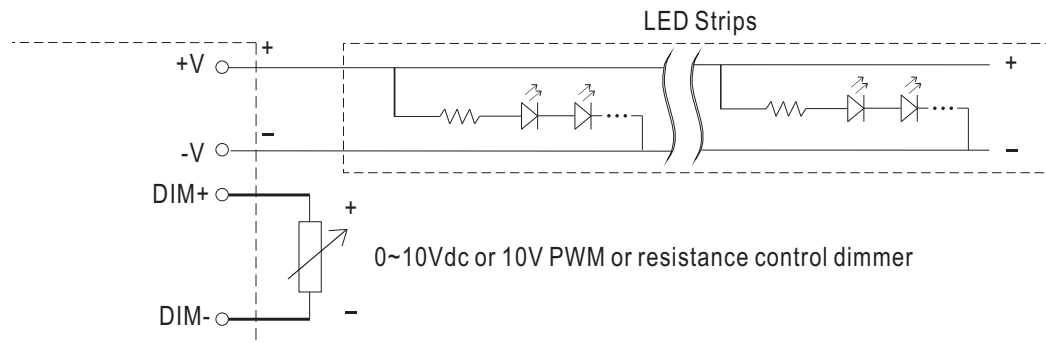 LED Strips
+
+V
+
–
-V
–
DIM+
+
0~10Vdc or 10V PWM or resistance control dimmer
DIM-
–